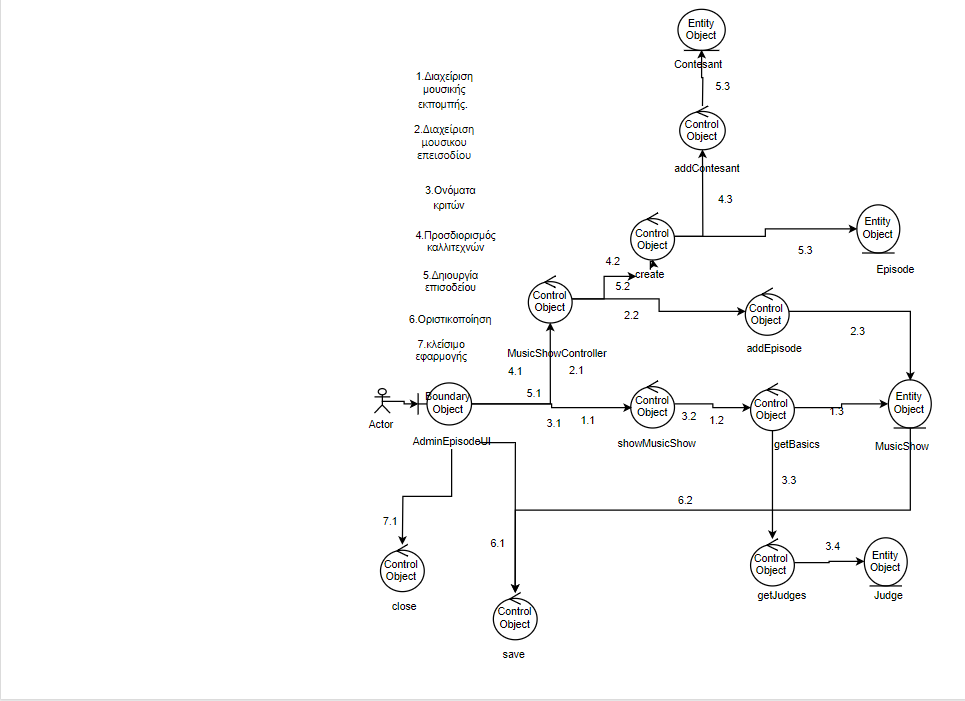 Entity
Object
Contesant
5.3
Control
Object
addContesant
4.3
1.Διαχείριση
μουσικής
εκπομπής.
2.Διαχείριση
μουσικου
επεισοδίου
3.Ονόματα
κριτών
4.Προσδιορισμός
καλλιτεχνών
5.Δηιουργία
επισοδείου
6.Οριστικοποίηση
7.κλείσιμο
εφαρμογής
Control
Object
create
4.2
5.2
5.3
Entity
Object
Episode
Control
Object
MusicShowController
2.2
Control
Object
addEpisode
2.3
4.1
2.1
5.1
Actor
Boundary
Object
AdminEpisodeUI
3.1
1.1
Control
Object
showMusicShow
3.2
1.2
Control
Object
getBasics
1.3
Entity
Object
MusicShow
3.3
6.2
7.1
6.1
Control
Object
close
Control
Object
save
Control
Object
getJudges
3.4
Entity
Object
Judge